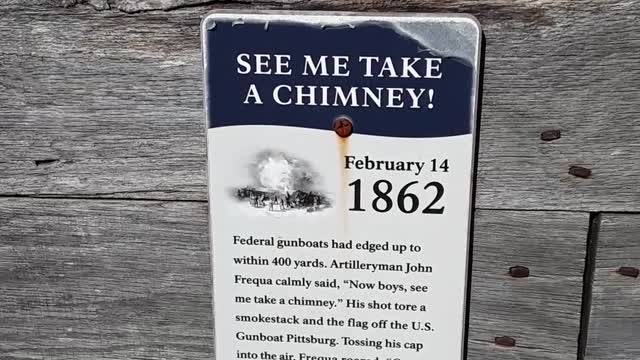 SEE ME TAKE
A CHIMNEY!
February 14
1862
Federal gunboats had edged up to
within 400 yards. Artilleryman John
Frequa calmly said, “Now boys, see
me take a chimney.” His shot tore a
smokestack and the flag off the U.S.
Gunboat Pittsburg. Tossing his cap
into the air, Frequa roared,